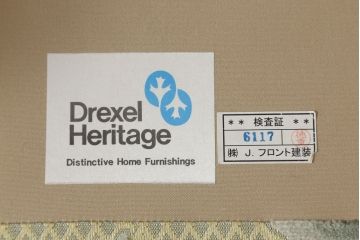 Drexel
Heritage
Distinctive Home Furnishings
** 検査証 **
6117
㈱ J. フロント建装